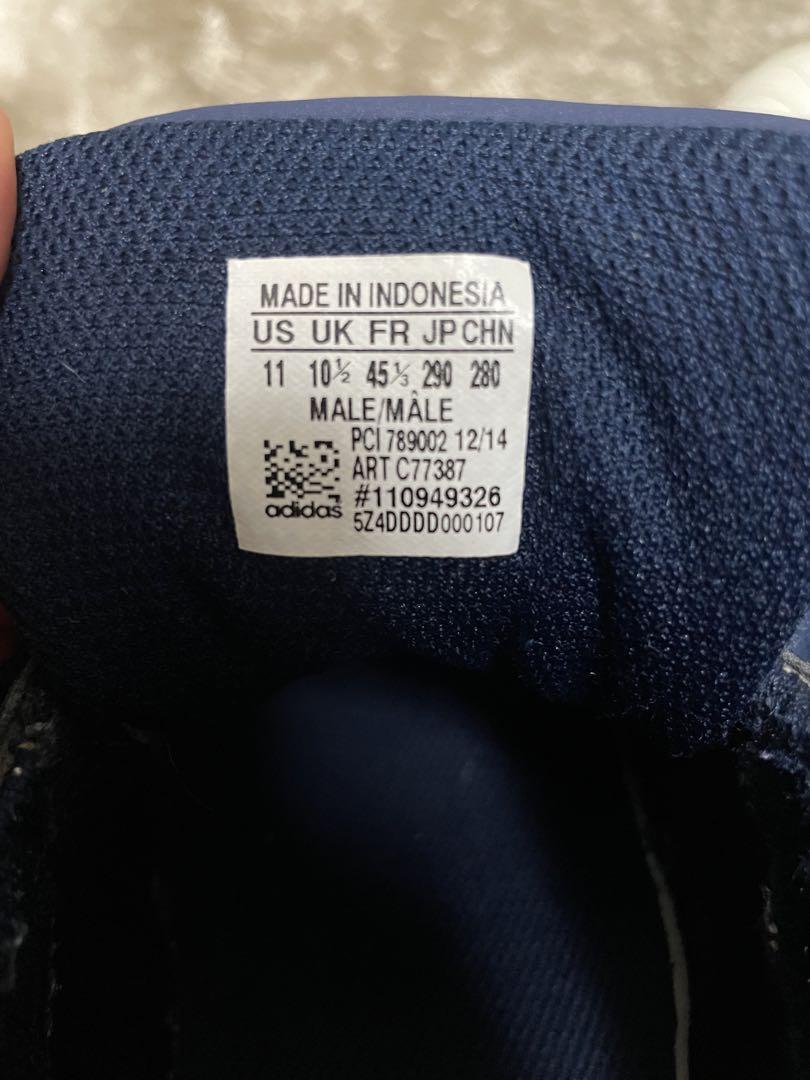 MADE IN INDONESIA
US UK FR JP CHN
11 10½ 45⅓ 290 280
MALE/MÂLE
PCI 789002 12/14
ART C77387
#110949326
adidas 5Z4DDDD000107